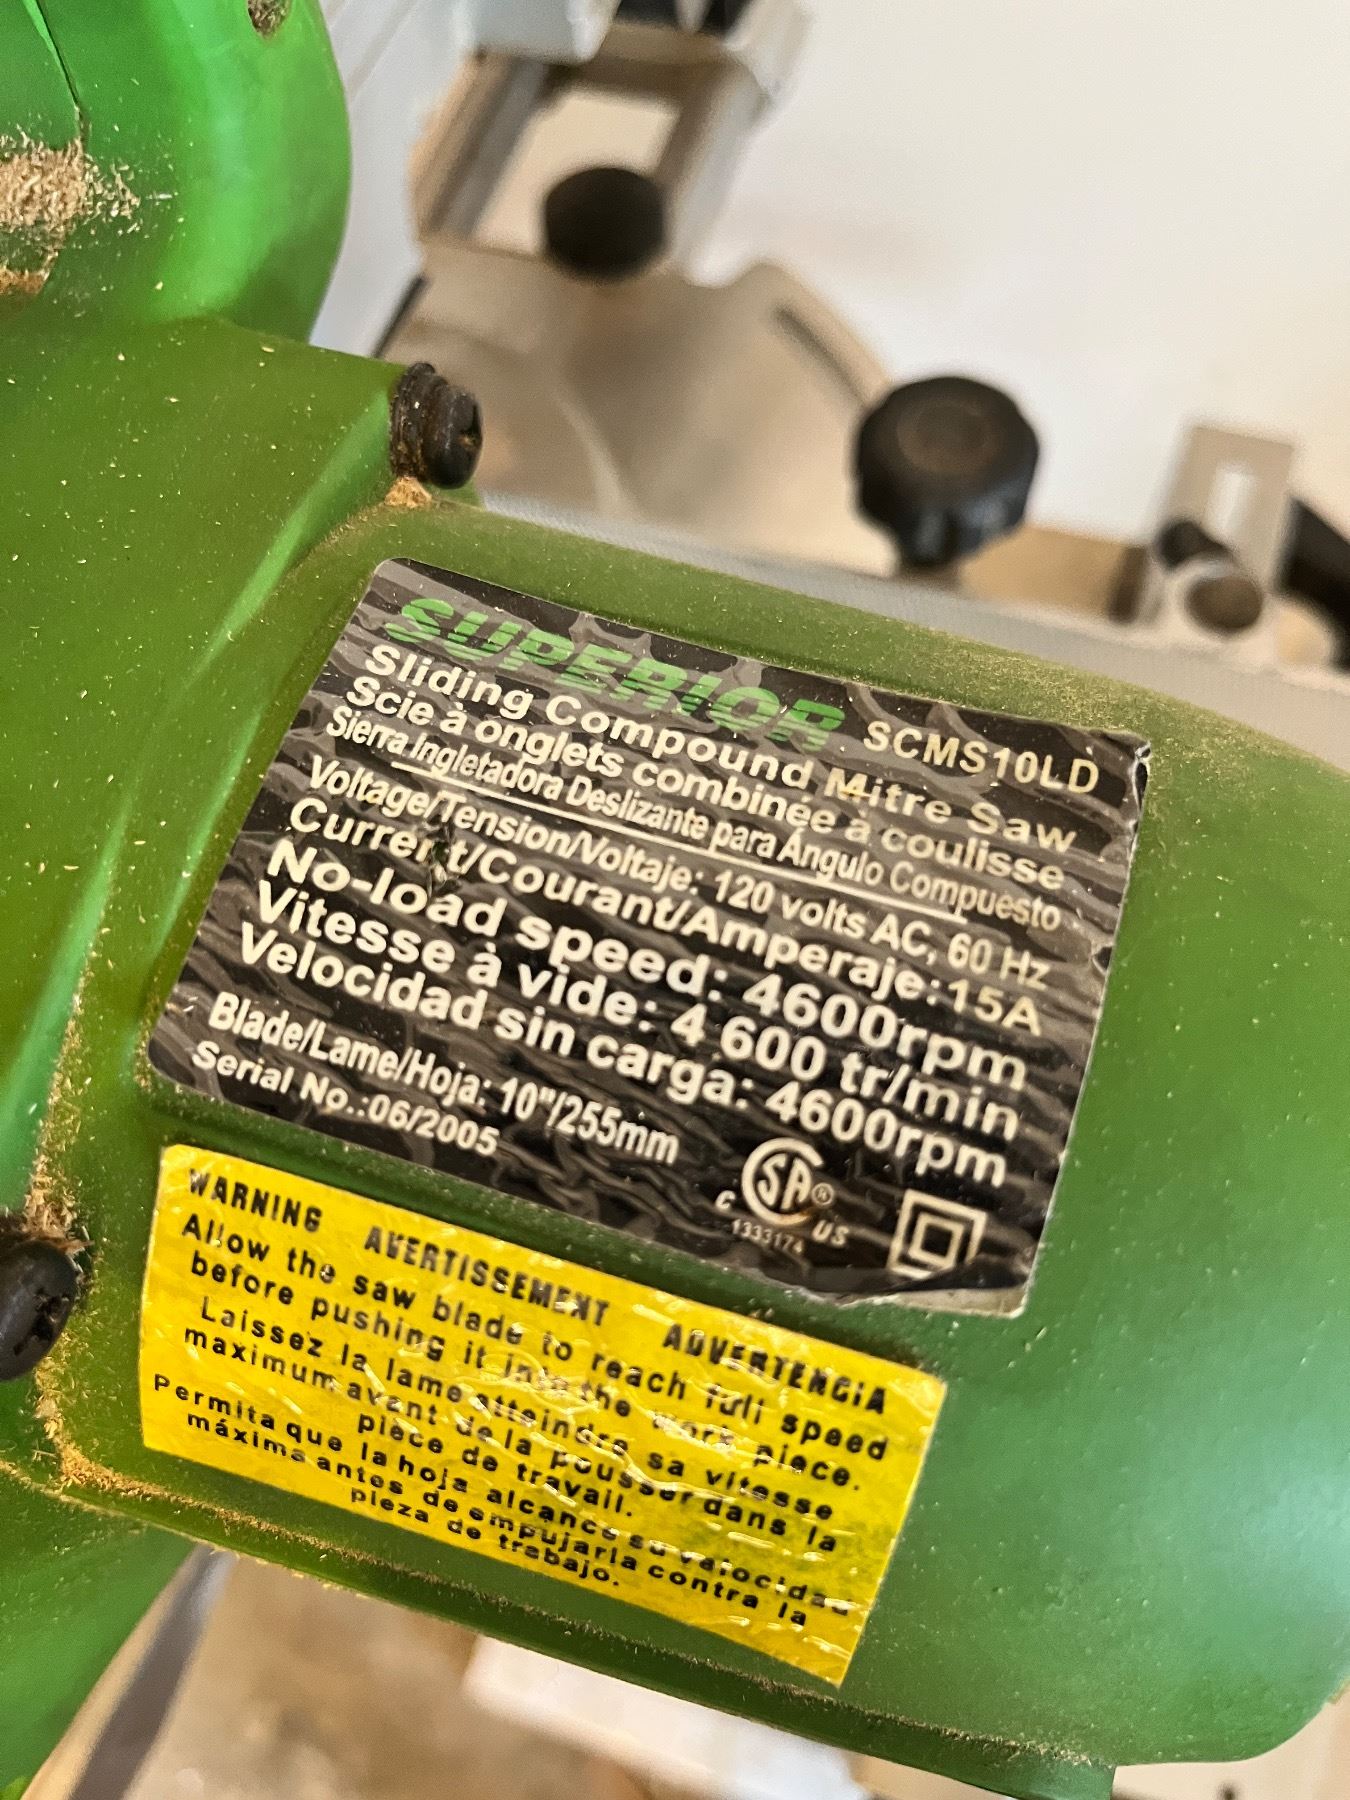 SUPERIOR SCMS10LD
Sliding Compound Mitre Saw
Scie à onglets combinée à coulisse
Sierra Ingletadora Deslizante para Ángulo Compuesto
Voltage/Tension/Voltaje: 120 volts AC, 60 Hz
Current/Courant/Amperaje: 15A
No-load speed: 4600rpm
Vitesse à vide: 4 600 tr/min
Velocidad sin carga: 4600rpm
Blade/Lame/Hoja: 10"/255mm
Serial No.:06/2005
C SA® US
1333174
WARNING AVERTISSEMENT ADVERTENCIA
Allow the saw blade to reach full speed
before pushing it into the work piece.
Laissez la lame atteindre sa vitesse
maximum avant de la pousser dans la
pièce de travail.
Permita que la hoja alcance su velocidad
máxima antes de empujarla contra la
pieza de trabajo.